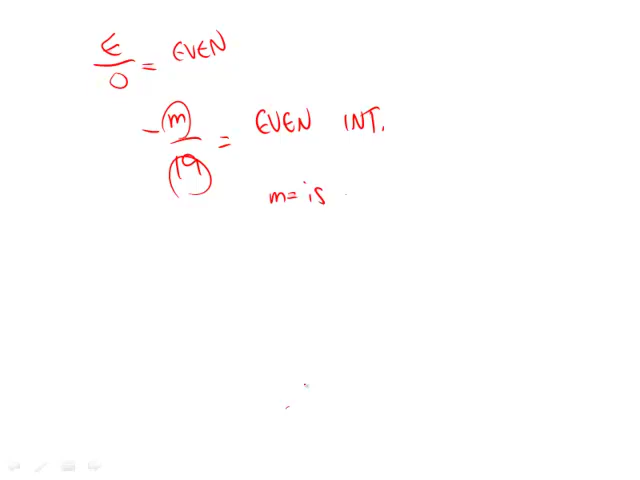 E/O = EVEN
-m/19 = EVEN INT.
m= is